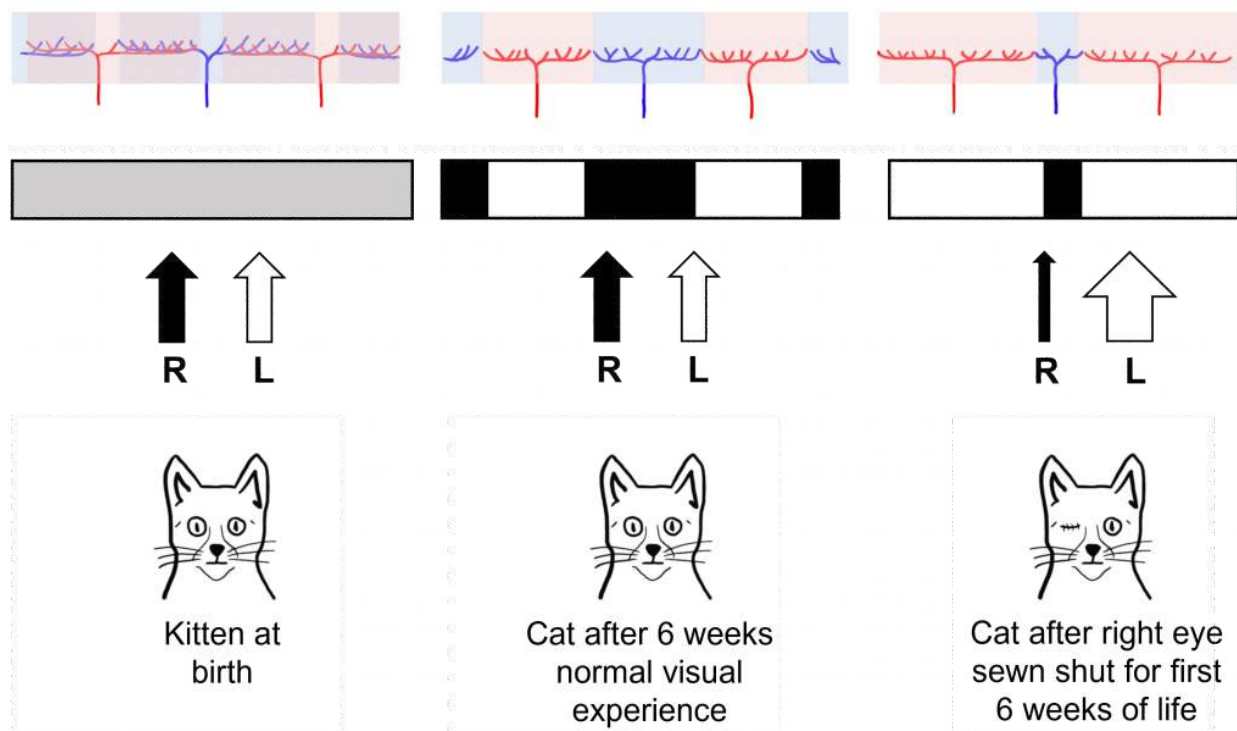 R L
R L
R L
Kitten at
birth
Cat after 6 weeks
normal visual
experience
Cat after right eye
sewn shut for first
6 weeks of life